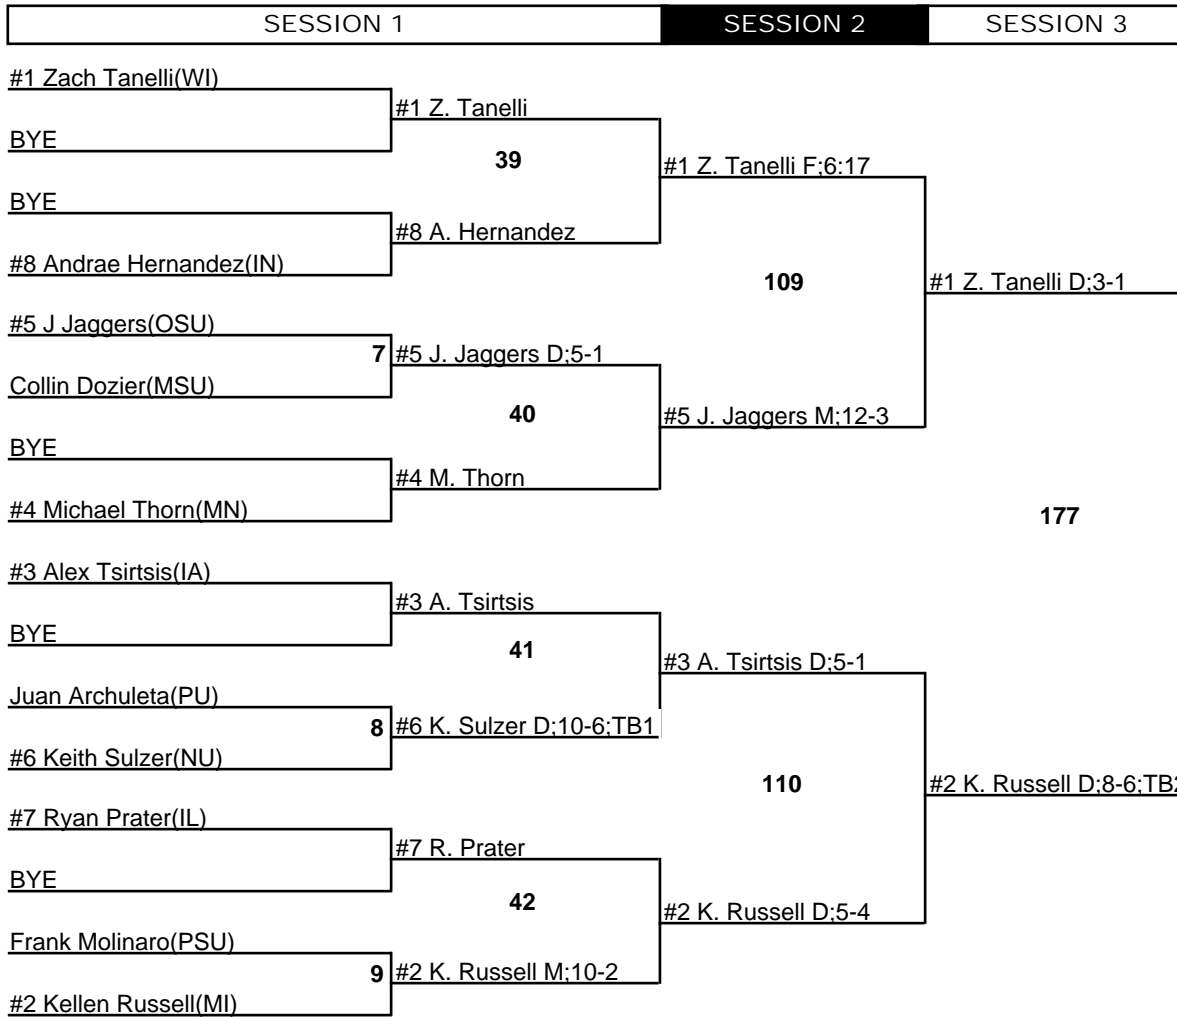 SESSION 1
SESSION 2
SESSION 3
#1 Zach Tanelli(WI)
BYE
BYE
#8 Andrae Hernandez(IN)
#5 J Jaggers(OSU)
Collin Dozier(MSU)
BYE
#4 Michael Thorn(MN)
#3 Alex Tsirtsis(IA)
BYE
Juan Archuleta(PU)
#6 Keith Sulzer(NU)
#7 Ryan Prater(IL)
BYE
Frank Molinaro(PSU)
#2 Kellen Russell(MI)
7
8
9
#1 Z. Tanelli
39
#8 A. Hernandez
#5 J. Jaggers D;5-1
40
#4 M. Thorn
#3 A. Tsirtsis
41
#6 K. Sulzer D;10-6;TB1
#7 R. Prater
42
#2 K. Russell M;10-2
#1 Z. Tanelli F;6:17
109
#5 J. Jaggers M;12-3
#3 A. Tsirtsis D;5-1
110
#2 K. Russell D;5-4
#1 Z. Tanelli D;3-1
177
#2 K. Russell D;8-6;TB2